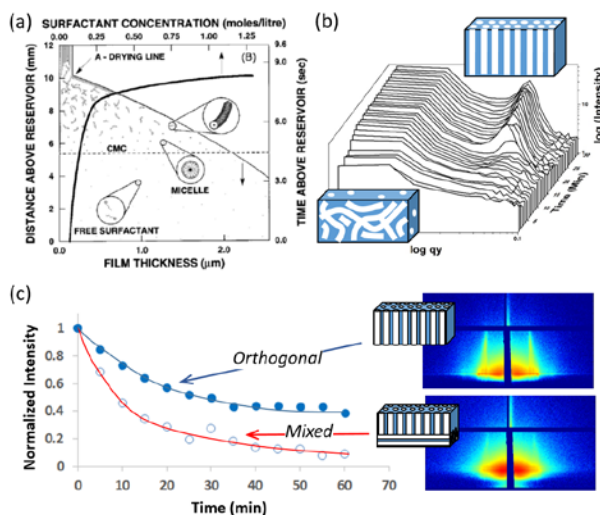 (a)
SURFACTANT CONCENTRATION (moles/litre)
0.0 0.25 0.50 0.75 1.00 1.25
A - DRYING LINE
(B)
DISTANCE ABOVE RESERVOIR (mm)
12
10
8
6
4
2
0
CMC
MICELLE
FREE SURFACTANT
9.6
9.0
6.0
3.0
0.0
TIME ABOVE RESERVOIR (sec)
1.0 2.0
FILM THICKNESS (μm)
(b)
log (Intensity)
Time (Min)
log qy
0.1
(c)
Normalized Intensity
1
0.8
0.6
0.4
0.2
0
Orthogonal
Mixed
0 10 20 30 40 50 60 70
Time (min)